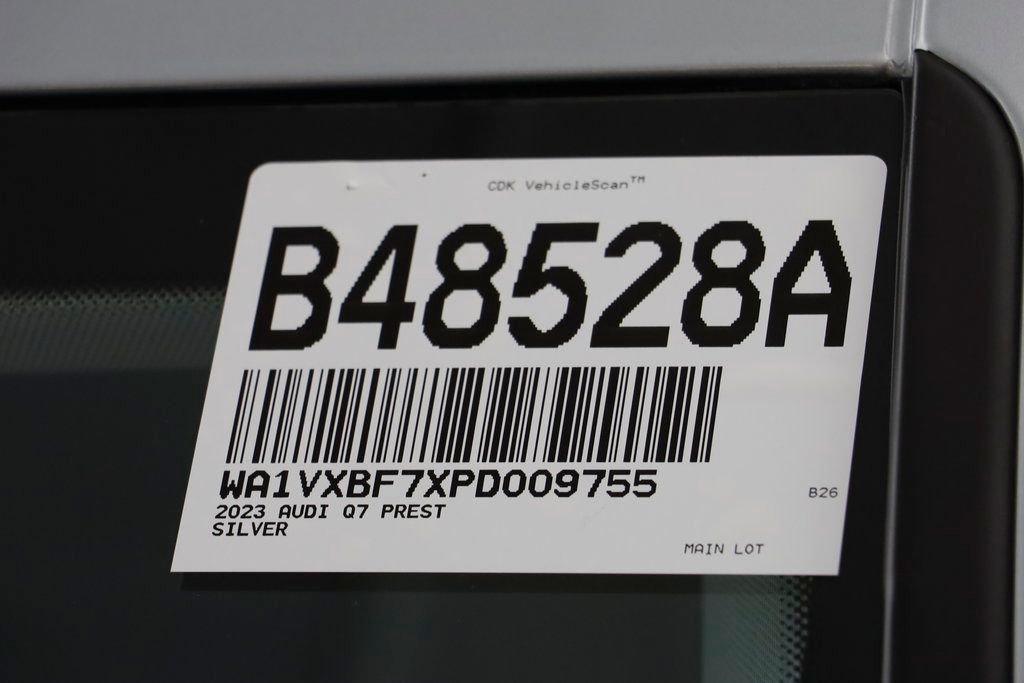 CDK VehicleScan™
B48528A
WA1VXBF7XPD009755
2023 AUDI Q7 PREST
SILVER
B26
MAIN LOT